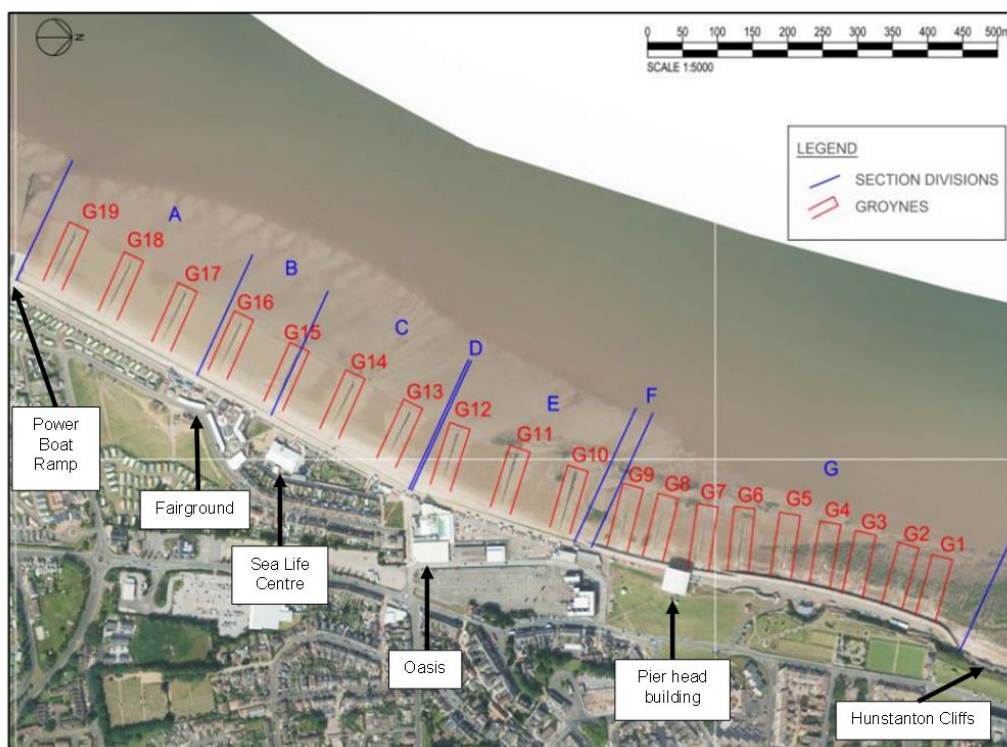 N
0 50 100 150 200 250 300 350 400 450 500m
SCALE 1:5000
LEGEND
SECTION DIVISIONS
GROYNES
A
B
C
D
E
F
G
G19
G18
G17
G16
G15
G14
G13
G12
G11
G10
G9
G8
G7
G6
G5
G4
G3
G2
G1
Power
Boat
Ramp
Fairground
Sea Life
Centre
Oasis
Pier head
building
Hunstanton Cliffs